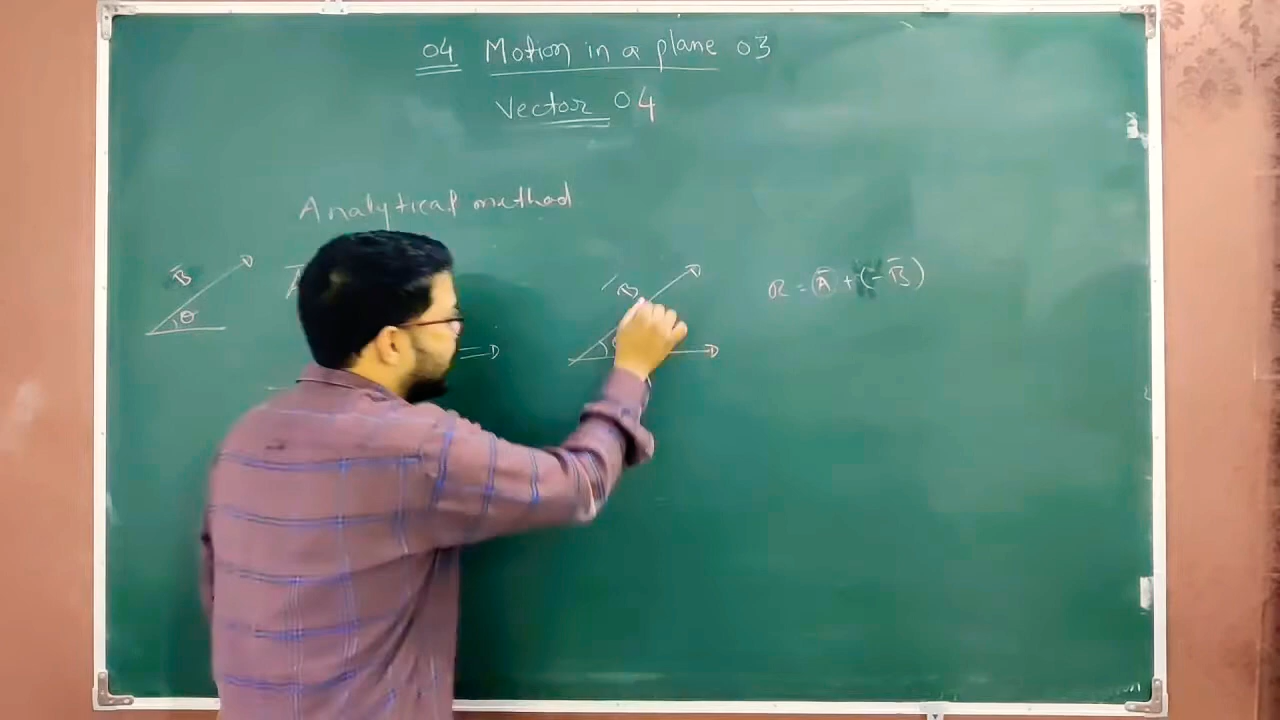 04 Motion in a plane 03
Vector 04
Analytical method
B̄
θ
B
R = (Ā) + (-B̄)